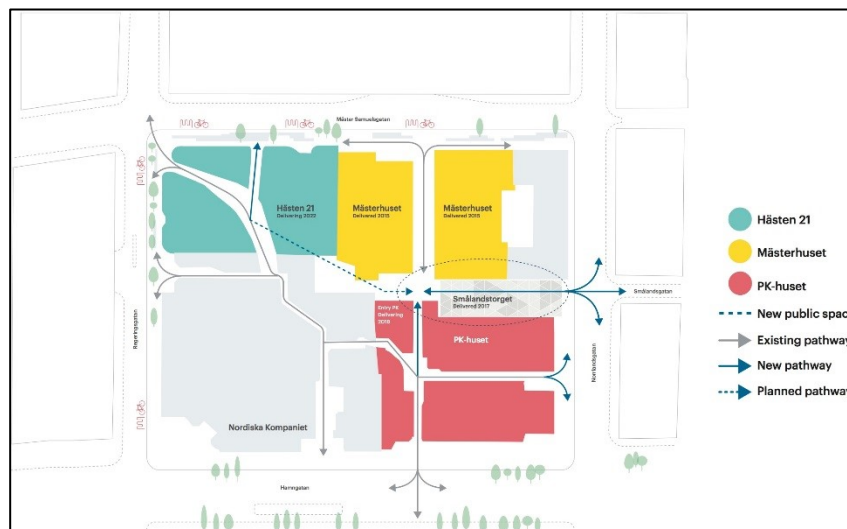 Mäster Samuelsgatan
Hästen 21
Delivering 2022
Mästerhuset
Delivered 2015
Mästerhuset
Delivered 2015
Regeringsgatan
Smålandstorget
Delivered 2017
Smålandsgatan
Entry PK
Delivering
2018
PK-huset
Norrlandsgatan
Nordiska Kompaniet
Hamngatan
Hästen 21
Mästerhuset
PK-huset
New public spac
Existing pathway
New pathway
Planned pathway